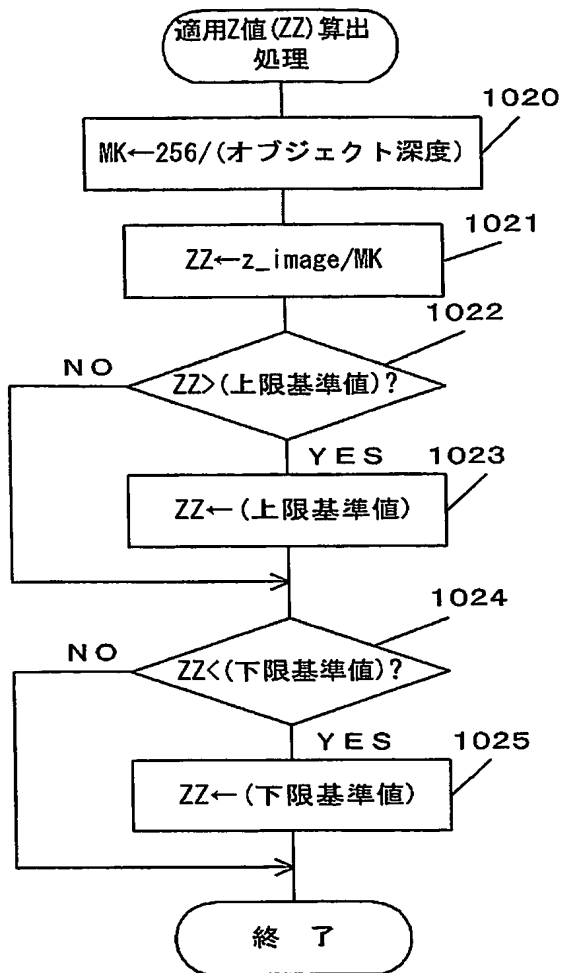 適用Z値(ZZ)算出
処理
1020
MK←256/(オブジェクト深度)
1021
ZZ←z_image/MK
1022
NO
ZZ>(上限基準値)?
YES
1023
ZZ←(上限基準値)
1024
NO
ZZ<(下限基準値)?
YES
1025
ZZ←(下限基準値)
終 了